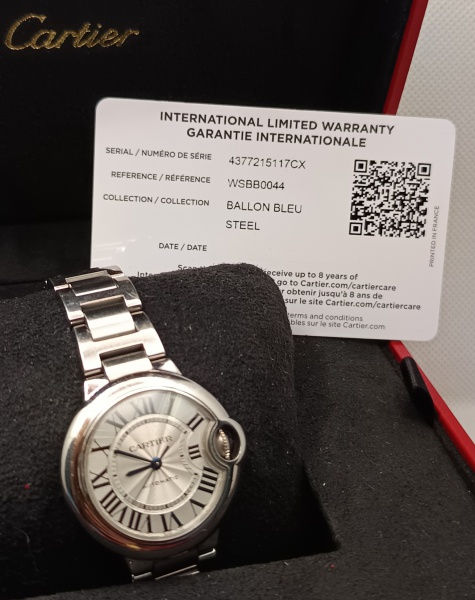 Cartier
INTERNATIONAL LIMITED WARRANTY
GARANTIE INTERNATIONALE
SERIAL / NUMÉRO DE SÉRIE 4377215117CX
REFERENCE / RÉFÉRENCE WSBB0044
COLLECTION / COLLECTION BALLON BLEU
STEEL
DATE / DATE
PRINTED IN FRANCE
receive up to 8 years of
go to Cartier.com/cartiercare
obtenir jusqu'à 8 ans de
le site Cartier.com/cartiercare
terms and conditions
sur le site Cartier.com
CARTIER